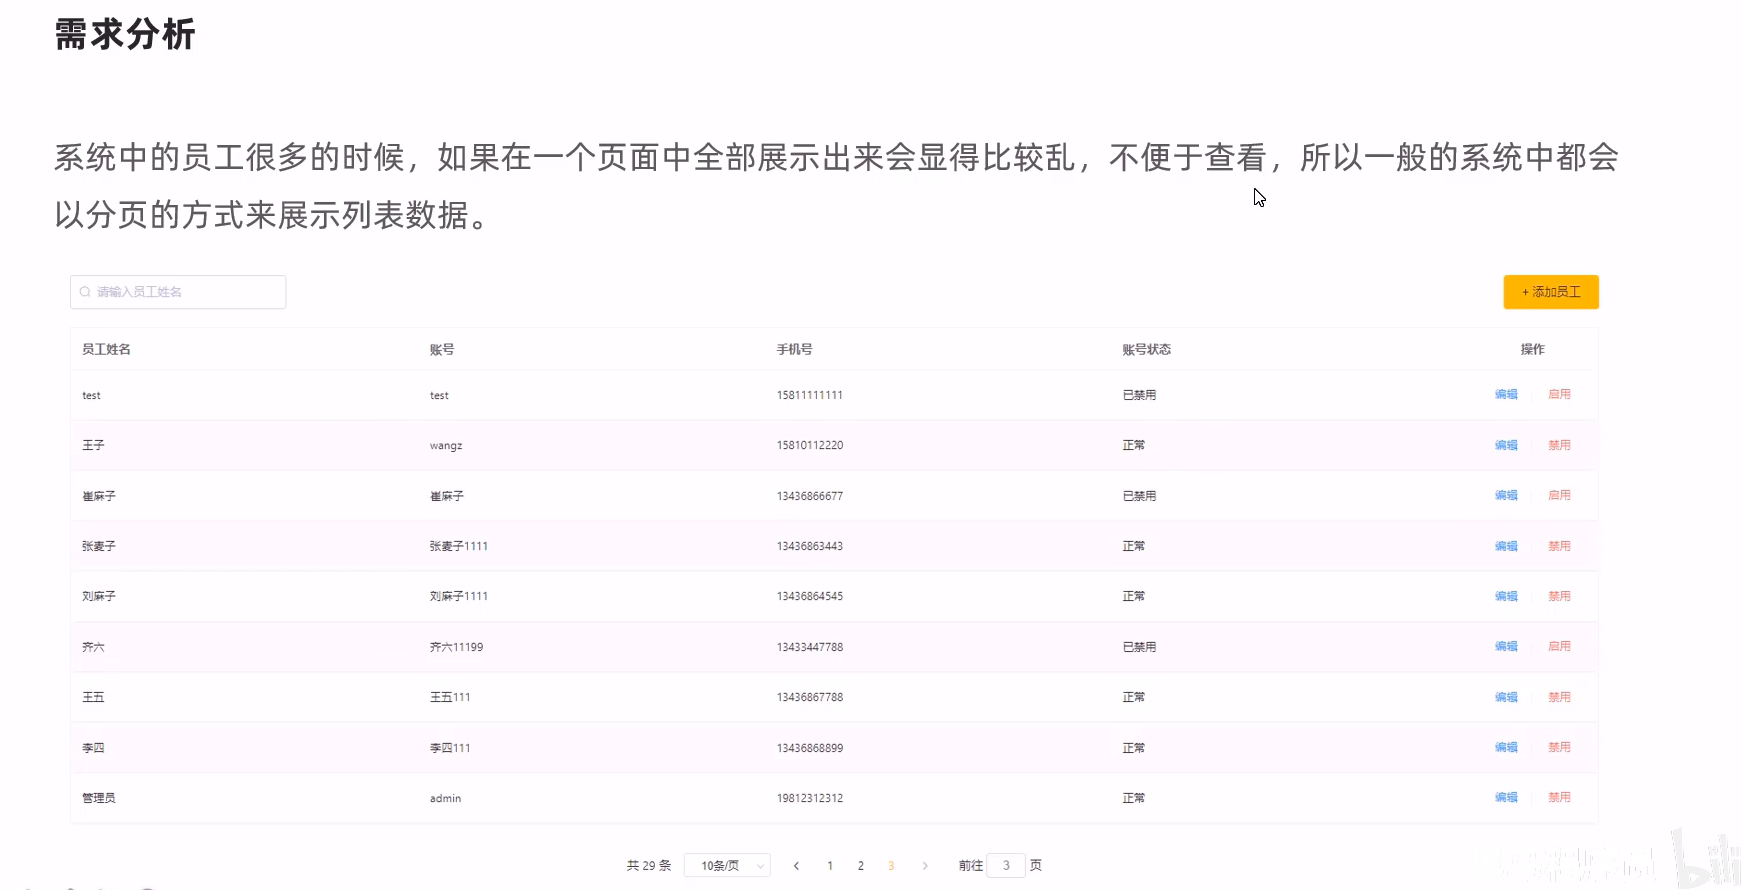 需求分析
系统中的员工很多的时候，如果在一个页面中全部展示出来会显得比较乱，不便于查看，所以一般的系统中都会
以分页的方式来展示列表数据。
请输入员工姓名 + 添加员工
员工姓名 账号 手机号 账号状态 操作
test test 15811111111 已禁用 编辑 启用
王子 wangz 15810112220 正常 编辑 禁用
崔麻子 崔麻子 13436866677 已禁用 编辑 启用
张麦子 张麦子1111 13436863443 正常 编辑 禁用
刘麻子 刘麻子1111 13436864545 正常 编辑 禁用
齐六 齐六11199 13433447788 已禁用 编辑 启用
王五 王五111 13436867788 正常 编辑 禁用
李四 李四111 13436868899 正常 编辑 禁用
管理员 admin 19812312312 正常 编辑 禁用
共 29 条 10条/页 1 2 3 前往 3 页